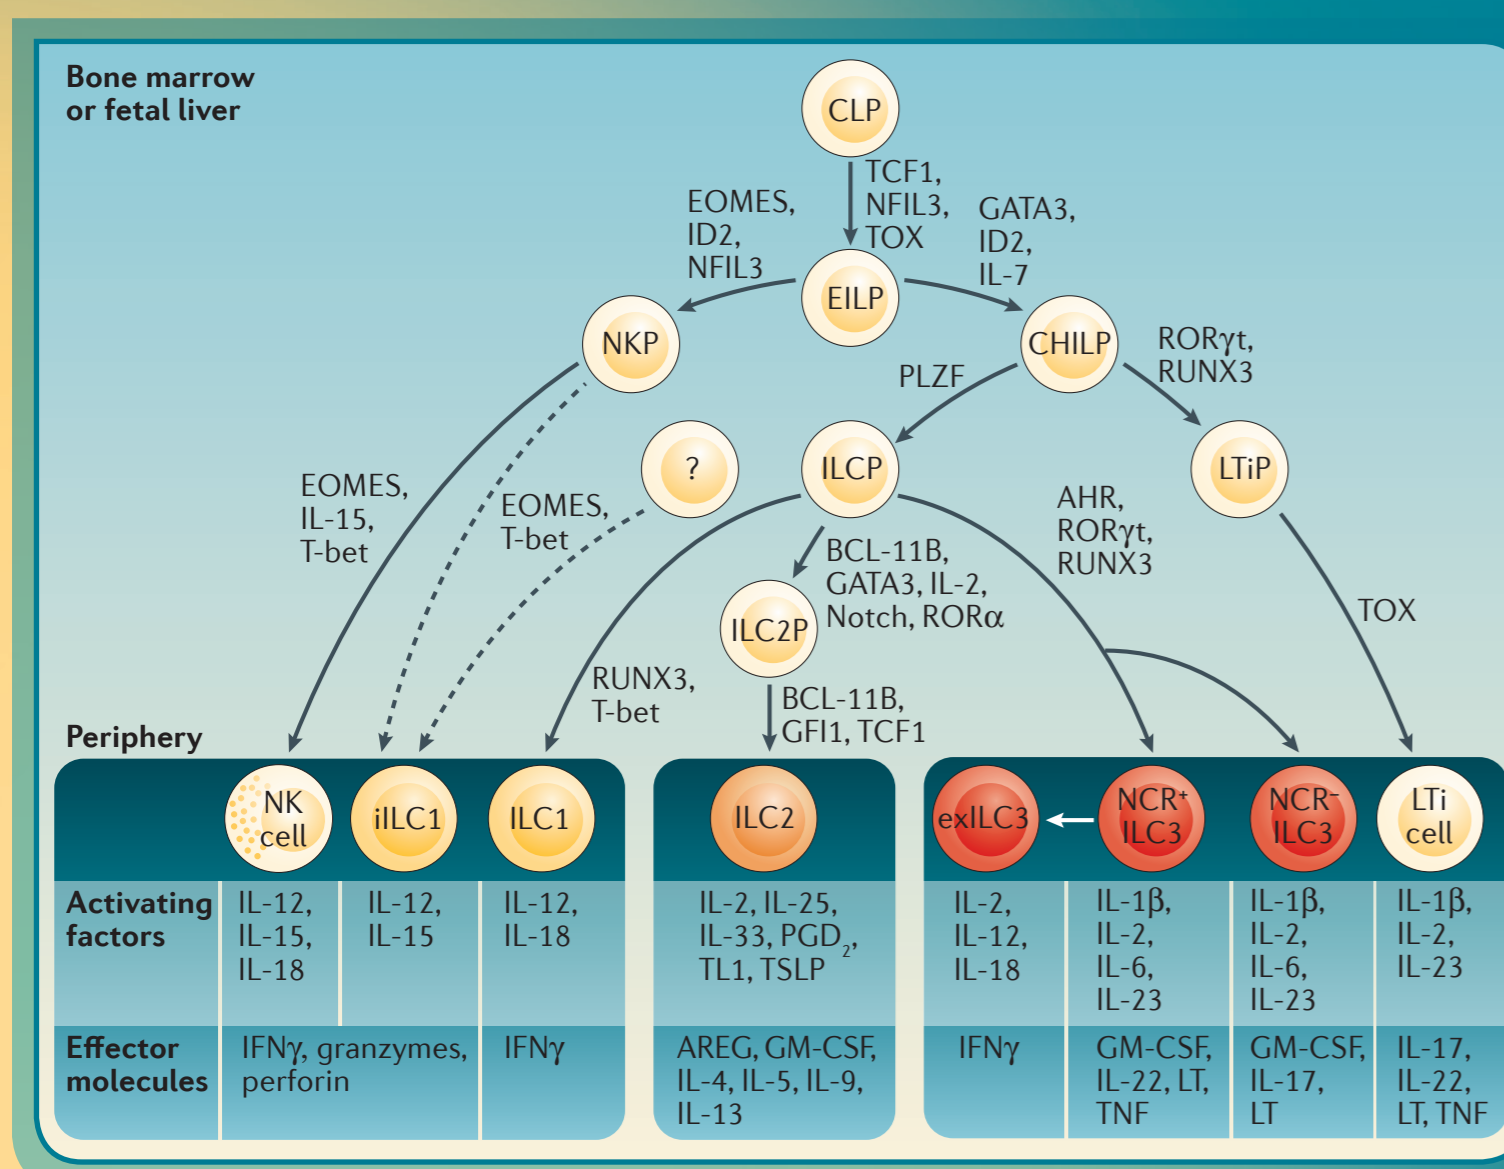 Bone marrow
or fetal liver
CLP
TCF1,
NFIL3,
TOX
EOMES,
ID2,
NFIL3
GATA3,
ID2,
IL-7
EILP
NKP
CHILP
RORγt,
RUNX3
PLZF
?
ILCP
LTiP
EOMES,
IL-15,
T-bet
EOMES,
T-bet
AHR,
RORγt,
RUNX3
BCL-11B,
GATA3, IL-2,
Notch, RORα
ILC2P
TOX
RUNX3,
T-bet
BCL-11B,
GFI1, TCF1
Periphery
NK
cell
iILC1
ILC1
ILC2
exILC3
NCR⁺
ILC3
NCR⁻
ILC3
LTi
cell
Activating
factors
IL-12,
IL-15,
IL-18
IL-12,
IL-15
IL-12,
IL-18
IL-2, IL-25,
IL-33, PGD₂,
TL1, TSLP
IL-2,
IL-12,
IL-18
IL-1β,
IL-2,
IL-6,
IL-23
IL-1β,
IL-2,
IL-6,
IL-23
IL-1β,
IL-2,
IL-23
Effector
molecules
IFNγ, granzymes,
perforin
IFNγ
AREG, GM-CSF,
IL-4, IL-5, IL-9,
IL-13
IFNγ
GM-CSF,
IL-22, LT,
TNF
GM-CSF,
IL-17,
LT
IL-17,
IL-22,
LT, TNF